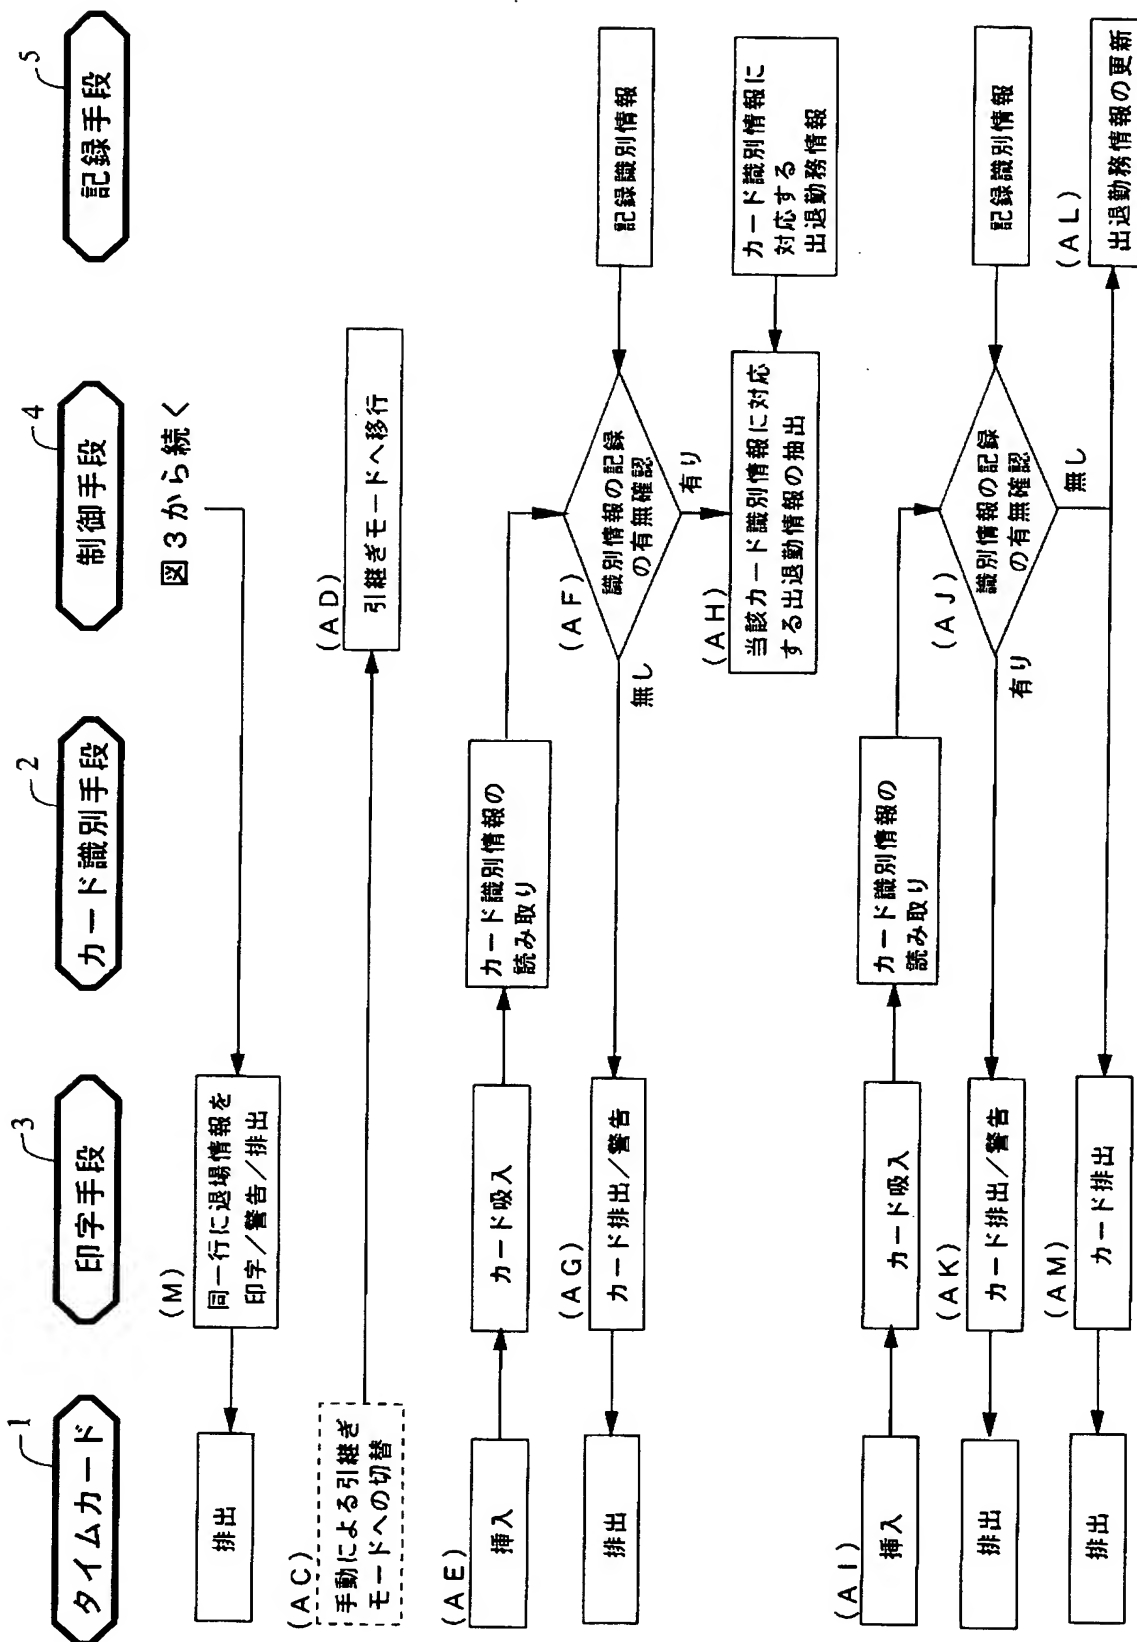 1
タイムカード
3
印字手段
2
カード識別手段
4
制御手段
5
記録手段
図3から続く
(M)
同一行に退場情報を
印字/警告/排出
排出
(AC)
手動による引継ぎ
モードへの切替
(AD)
引継ぎモードへ移行
(AE)
挿入
カード吸入
カード識別情報の
読み取り
(AF)
識別情報の記録
の有無確認
記録識別情報
無し
有り
(AG)
カード排出/警告
排出
(AH)
当該カード識別情報に対応
する出退勤情報の抽出
カード識別情報に
対応する
出退勤務情報
(AI)
挿入
カード吸入
カード識別情報の
読み取り
(AJ)
識別情報の記録
の有無確認
記録識別情報
有り
無し
(AK)
カード排出/警告
排出
(AL)
出退勤務情報の更新
(AM)
カード排出
排出